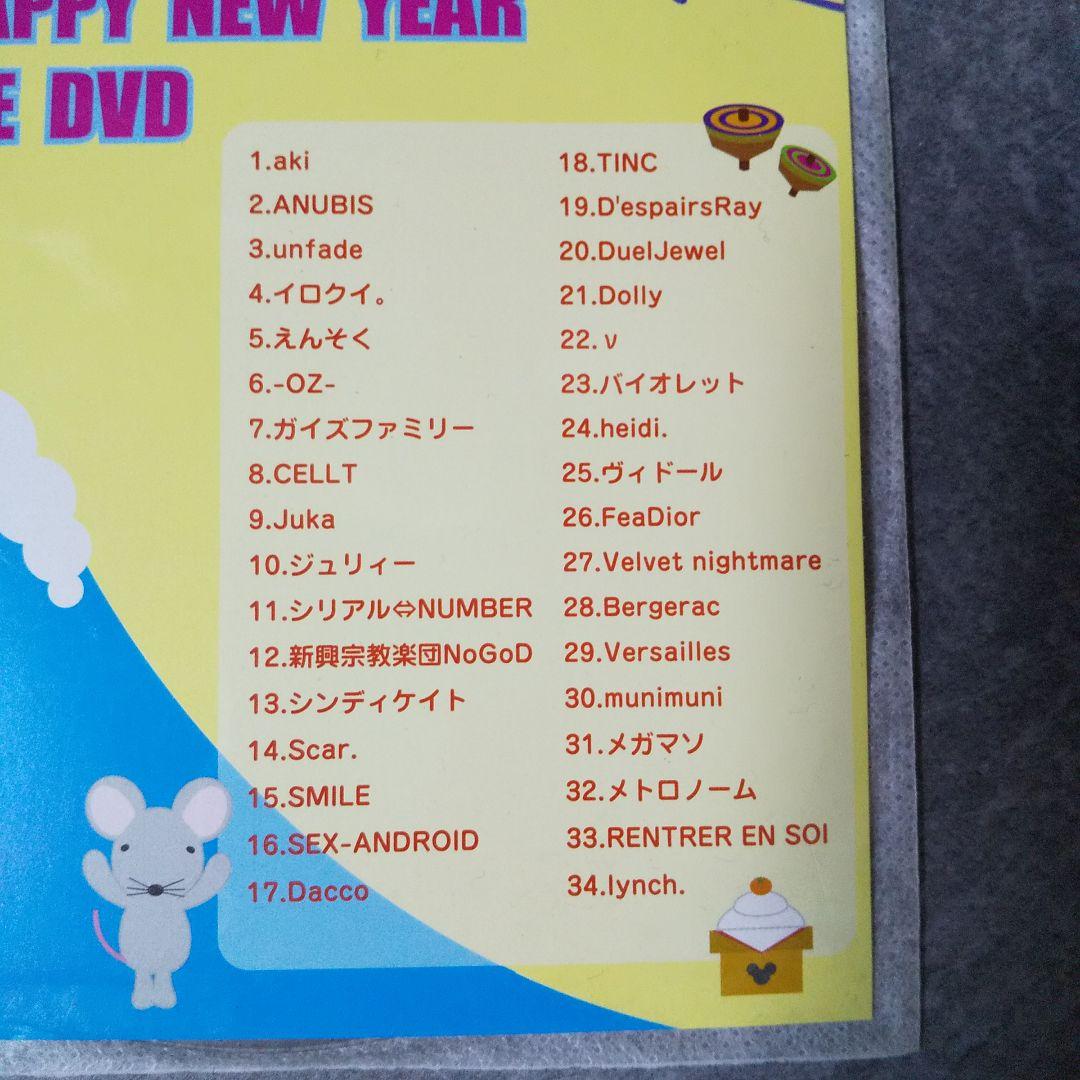 APPY NEW YEAR
E DVD
1.aki
2.ANUBIS
3.unfade
4.イロクイ。
5.えんそく
6.-OZ-
7.ガイズファミリー
8.CELLT
9.Juka
10.ジュリィー
11.シリアル⇔NUMBER
12.新興宗教楽団NoGoD
13.シンディケイト
14.Scar.
15.SMILE
16.SEX-ANDROID
17.Dacco
18.TINC
19.D'espairsRay
20.DuelJewel
21.Dolly
22.ν
23.バイオレット
24.heidi.
25.ヴィドール
26.FeaDior
27.Velvet nightmare
28.Bergerac
29.Versailles
30.munimuni
31.メガマソ
32.メトロノーム
33.RENTRER EN SOI
34.lynch.